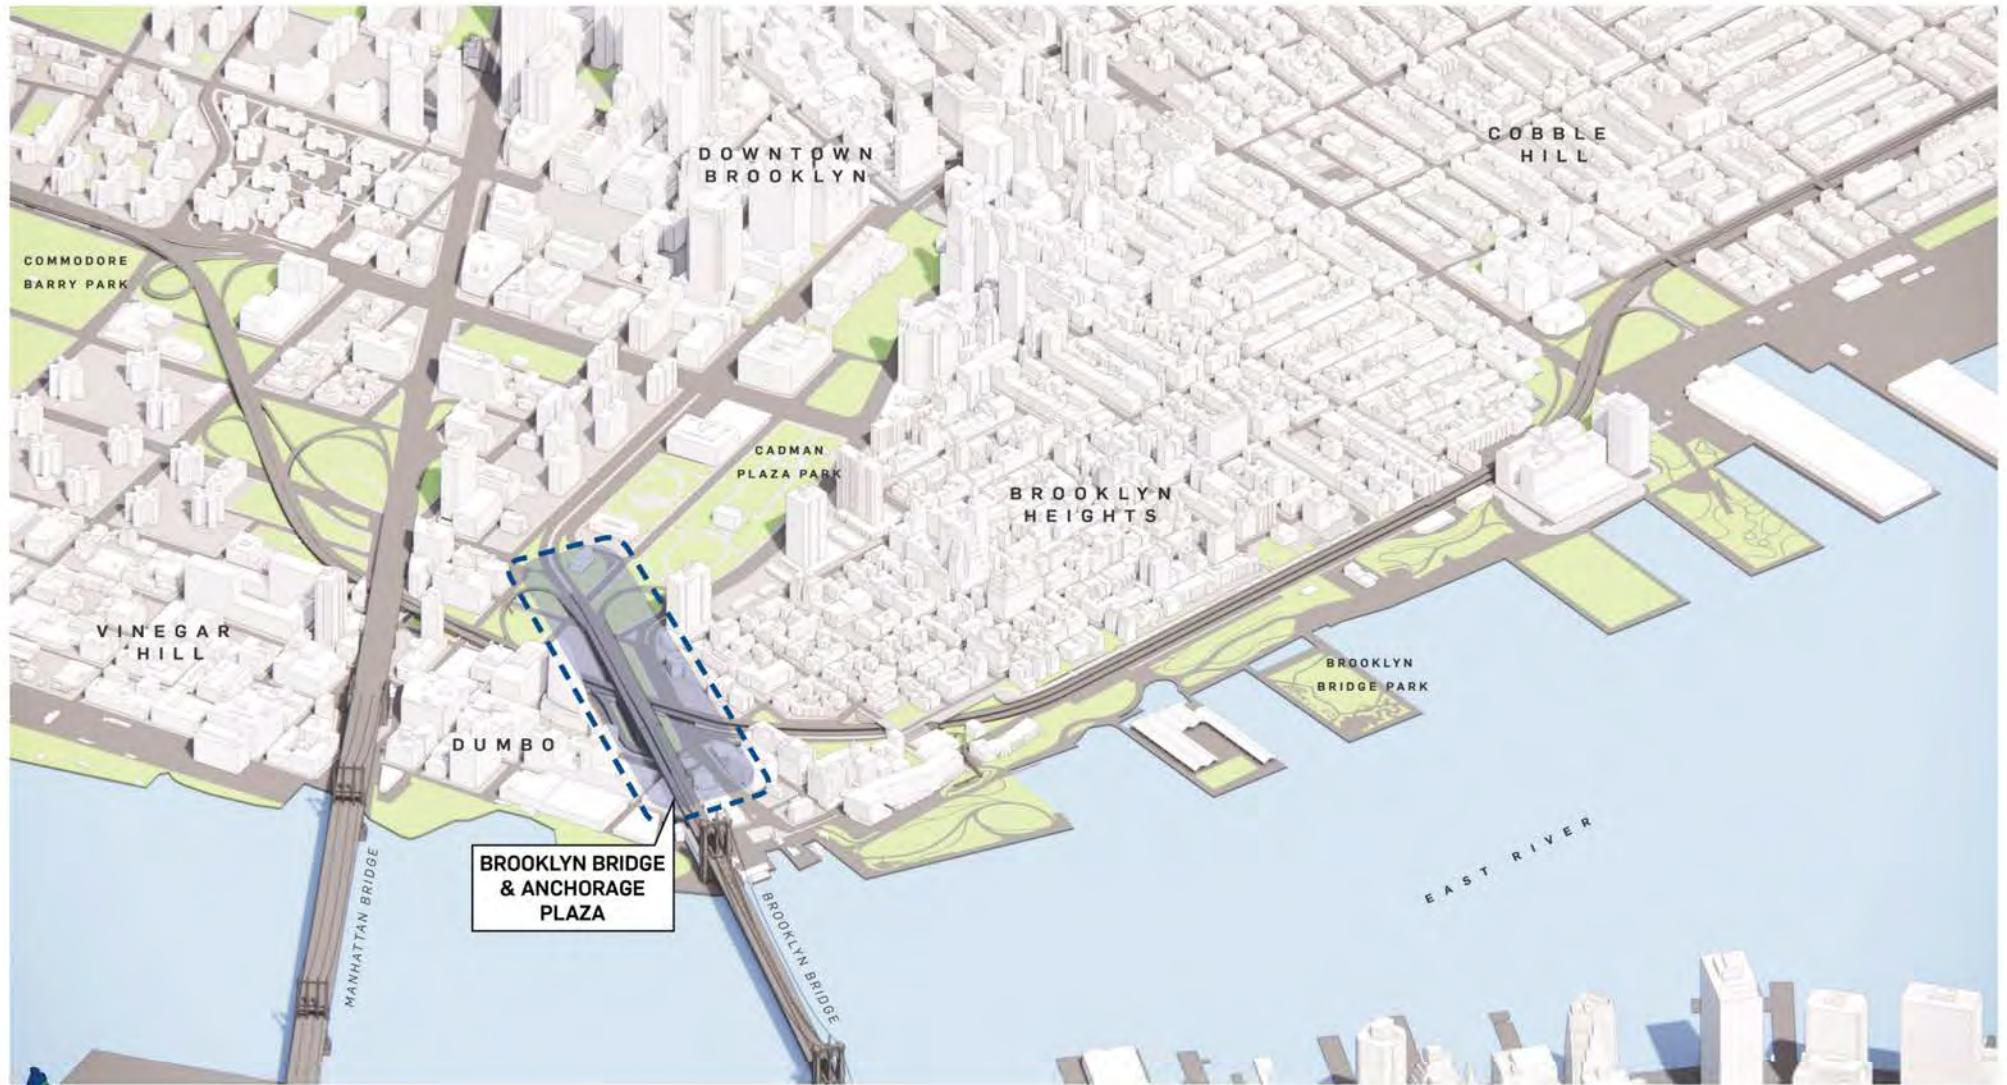 DOWNTOWN
BROOKLYN
COBBLE
HILL
COMMODORE
BARRY PARK
CADMAN
PLAZA PARK
BROOKLYN
HEIGHTS
VINEGAR
HILL
BROOKLYN
BRIDGE PARK
DUMBO
BROOKLYN BRIDGE
& ANCHORAGE
PLAZA
MANHATTAN BRIDGE
BROOKLYN BRIDGE
EAST RIVER